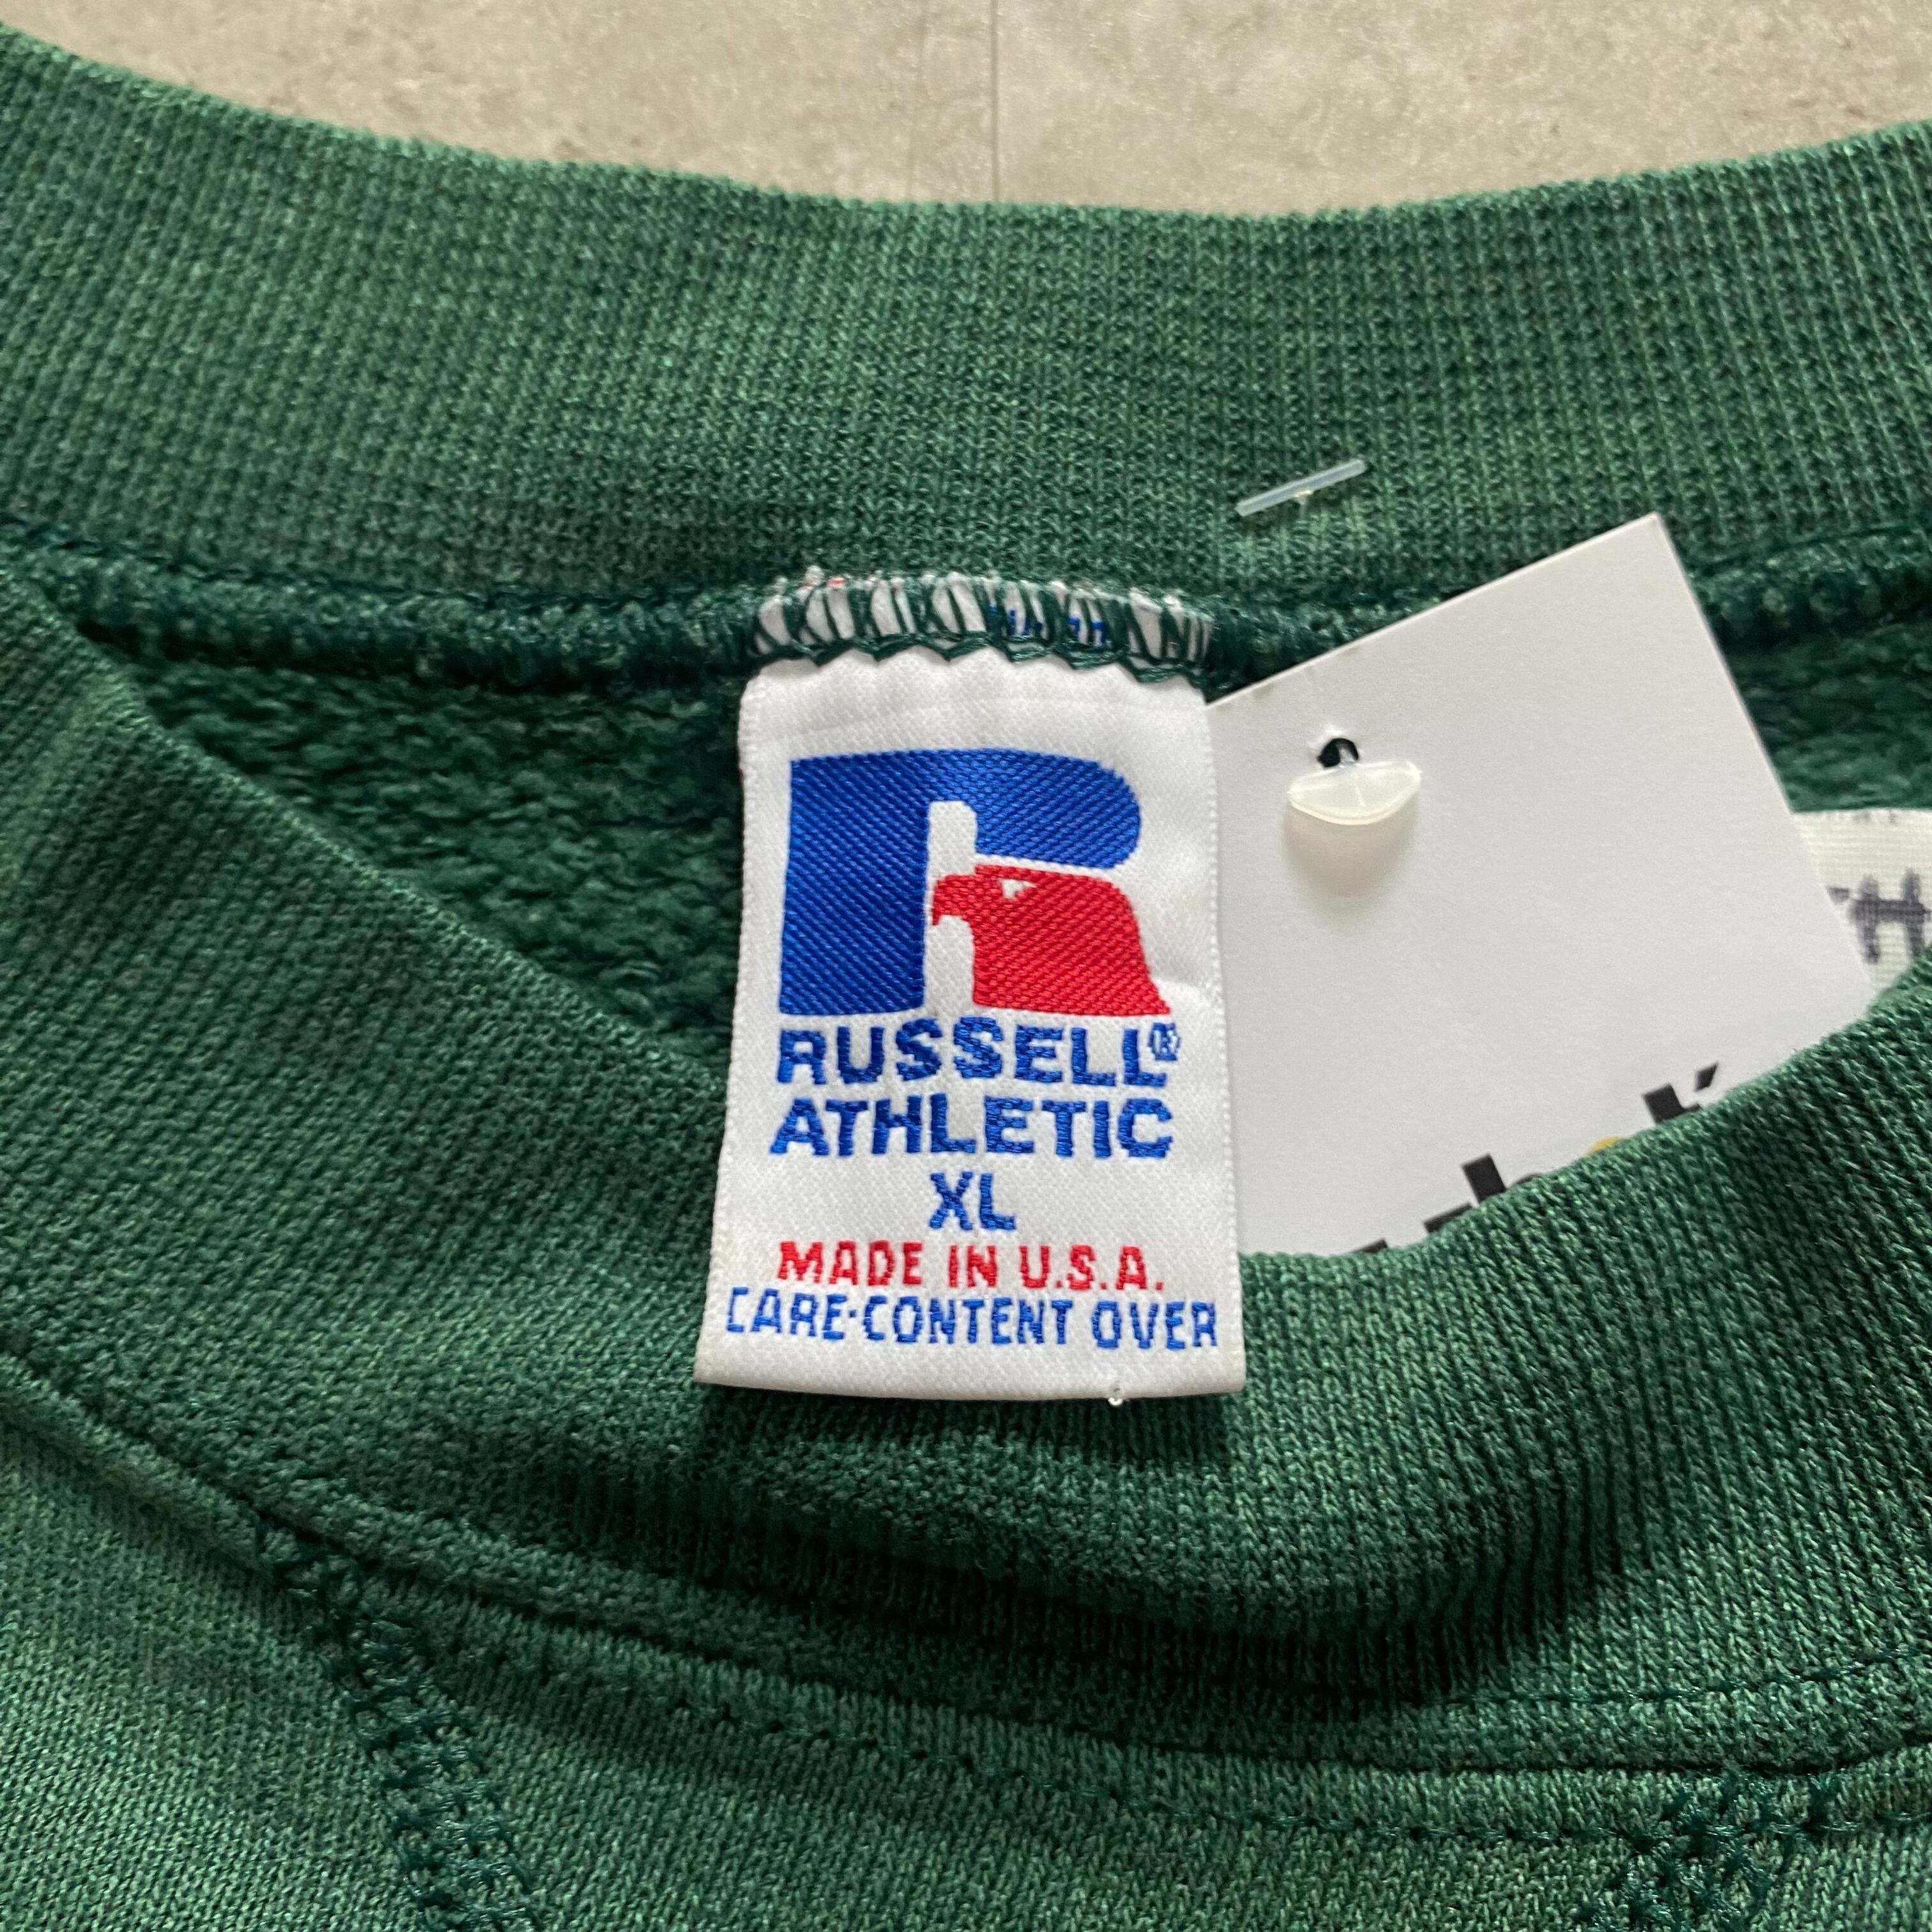 RUSSELL®
ATHLETIC
XL
MADE IN U.S.A.
CARE·CONTENT OVER